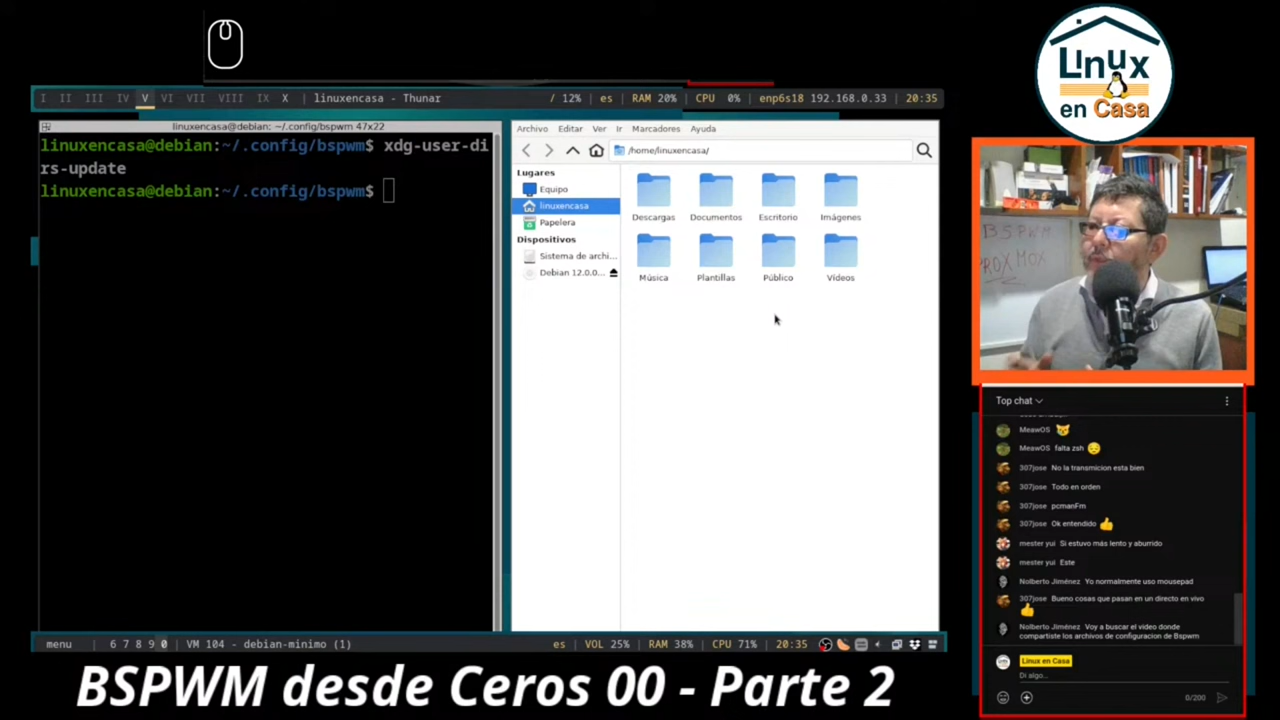 Linux
en Casa
I II III IV V VI VII VIII IX X | linuxencasa - Thunar / 12% | es | RAM 20% | CPU 0% | enp6s18 192.168.0.33 | 20:35
linuxencasa@debian: ~/.config/bspwm 47x22
linuxencasa@debian:~/.config/bspwm$ xdg-user-di
rs-update
linuxencasa@debian:~/.config/bspwm$
Archivo Editar Ver Ir Marcadores Ayuda
/home/linuxencasa/
Lugares
Equipo
linuxencasa
Papelera
Dispositivos
Sistema de archi...
Debian 12.0.0...
Descargas Documentos Escritorio Imágenes
Música Plantillas Público Vídeos
BSPWM
PROXMOX
Top chat
MeawOS
MeawOS falta zsh
307jose No la transmicion esta bien
307jose Todo en orden
307jose pcmanFm
307jose Ok entendido
mester yui Si estuvo más lento y aburrido
mester yui Este
Nolberto Jiménez Yo normalmente uso mousepad
307jose Bueno cosas que pasan en un directo en vivo
Nolberto Jiménez Voy a buscar el video donde
compartiste los archivos de configuracion de Bspwm
Linux en Casa
Di algo...
0/200
menu | 6 7 8 9 0 | VM 104 - debian-minimo (1) es | VOL 25% | RAM 38% | CPU 71% | 20:35
BSPWM desde Ceros 00 - Parte 2